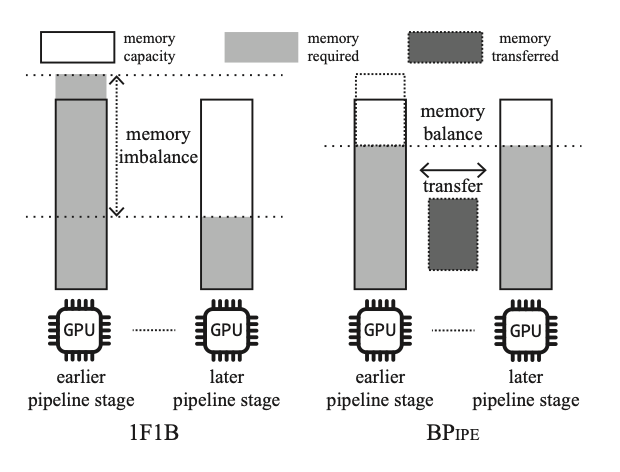 memory
capacity
memory
required
memory
transferred
memory
imbalance
memory
balance
transfer
GPU
GPU
GPU
GPU
earlier
pipeline stage
later
pipeline stage
earlier
pipeline stage
later
pipeline stage
1F1B
BPIPE